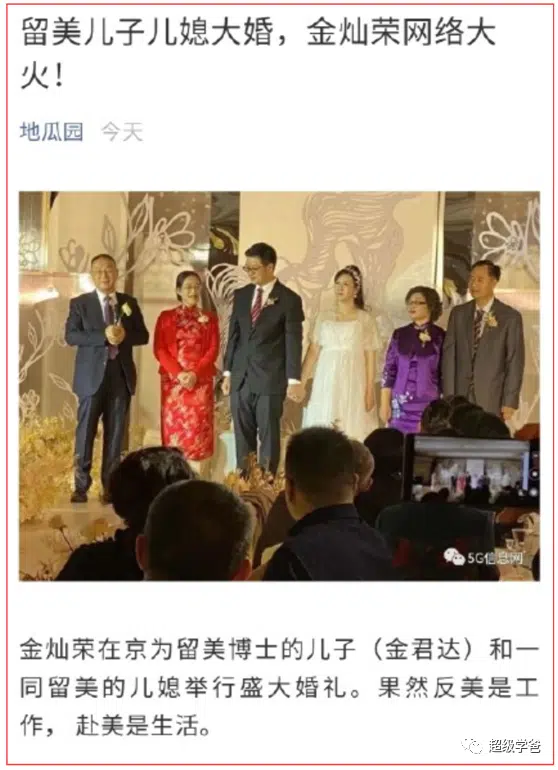 留美儿子儿媳大婚，金灿荣网络大
火！
地瓜园 今天
5G信息网
金灿荣在京为留美博士的儿子（金君达）和一
同留美的儿媳举行盛大婚礼。果然反美是工
作， 赴美是生活。
超级学爸